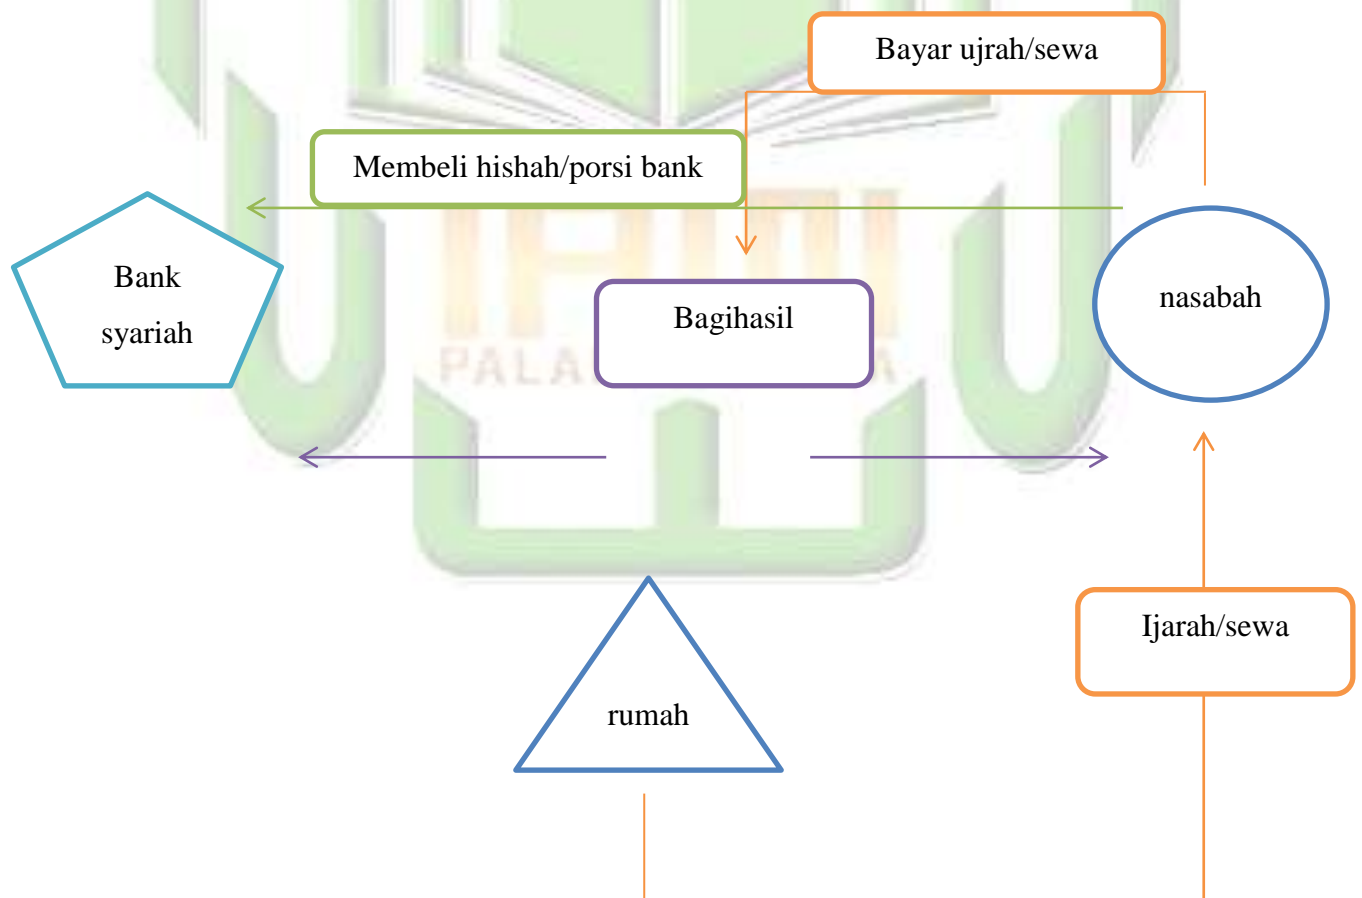 Bayar ujrah/sewa
Membeli hishah/porsi bank
Bank
syariah
Bagihasil
nasabah
Ijarah/sewa
rumah